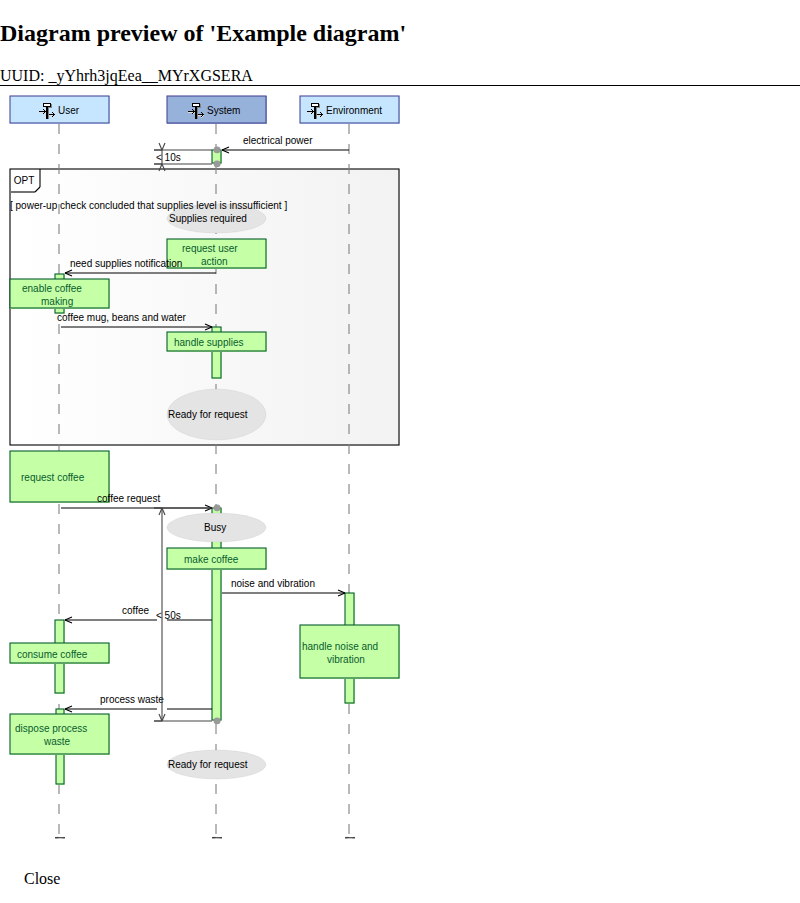 Diagram preview of 'Example diagram'
UUID: _yYhrh3jqEea__MYrXGSERA
User
System
Environment
electrical power
< 10s
OPT
[ power-up check concluded that supplies level is inssufficient ]
Supplies required
request user
action
need supplies notification
enable coffee
making
coffee mug, beans and water
handle supplies
Ready for request
request coffee
coffee request
Busy
make coffee
noise and vibration
coffee
< 50s
handle noise and
vibration
consume coffee
process waste
dispose process
waste
Ready for request
Close